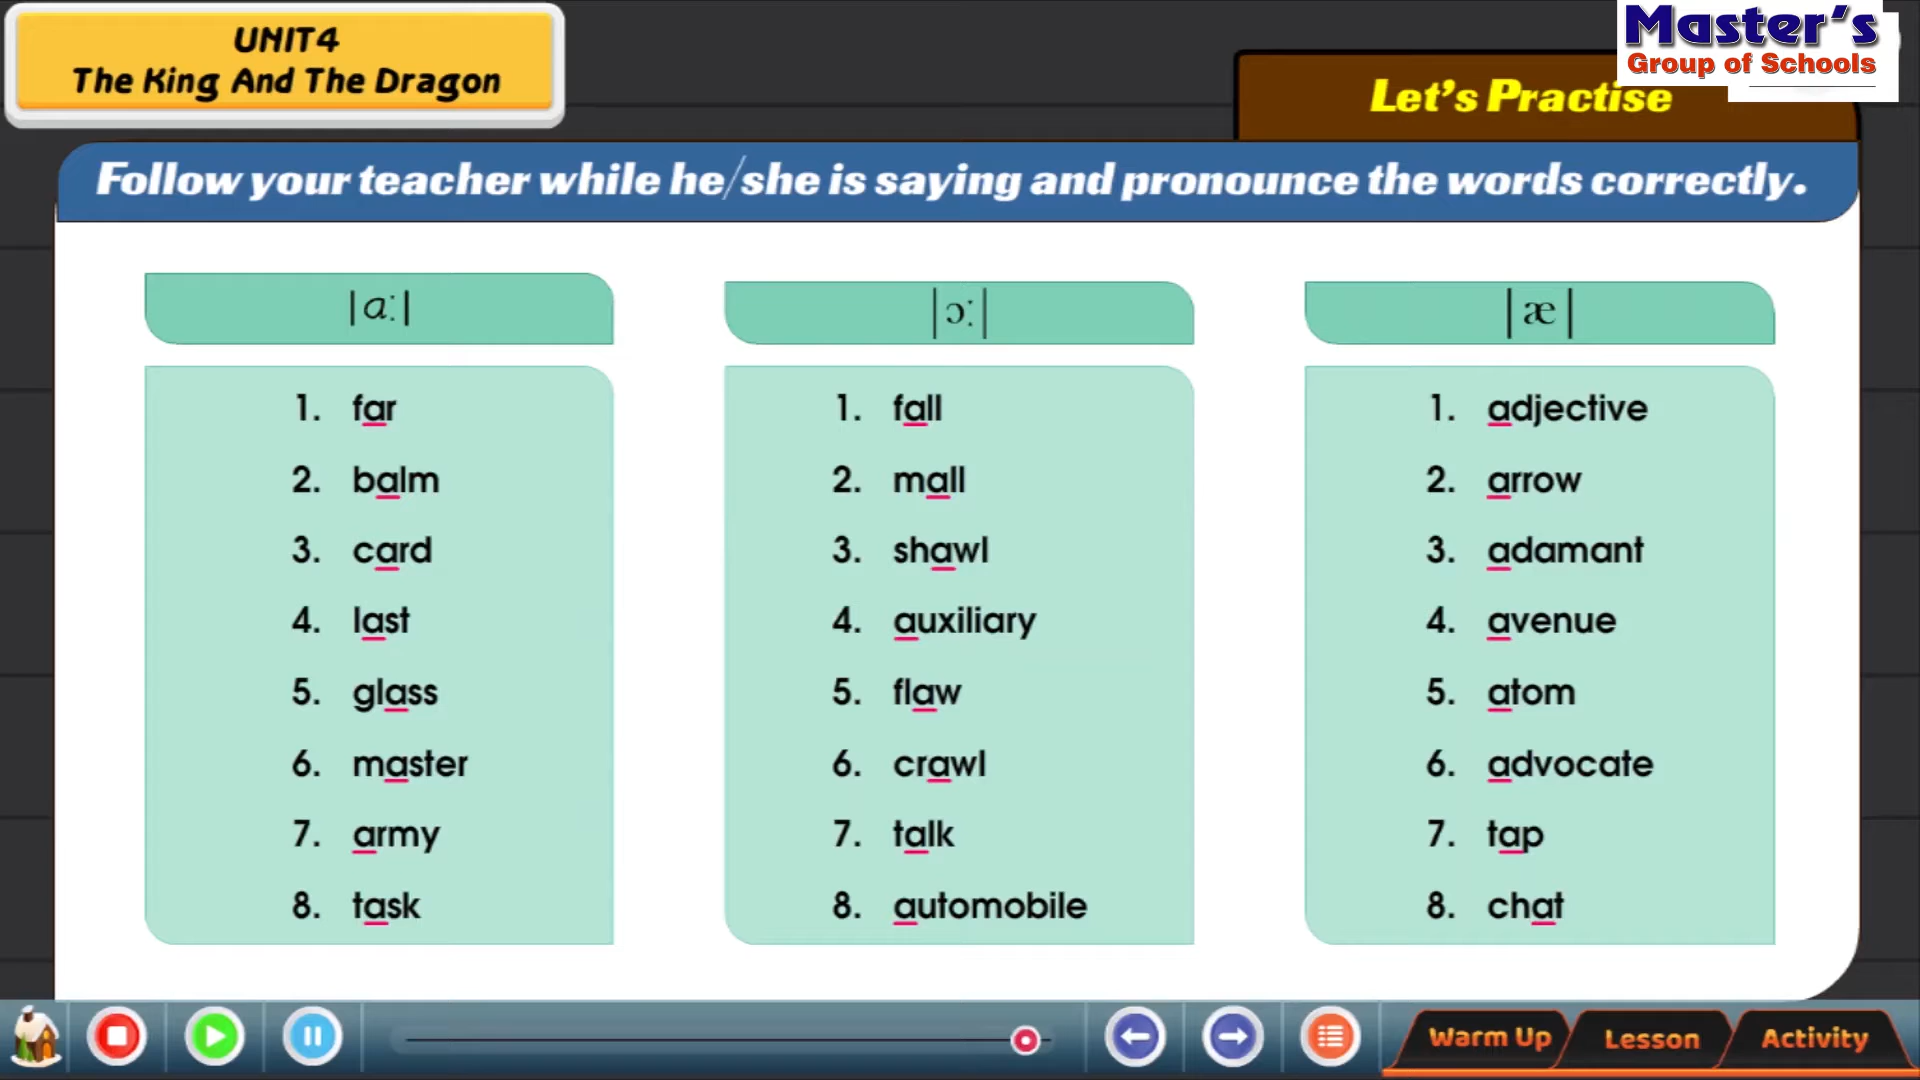 UNIT4
The King And The Dragon
Master's
Group of Schools
Let's Practise
Follow your teacher while he/she is saying and pronounce the words correctly.
|ɑː|
1. far
2. balm
3. card
4. last
5. glass
6. master
7. army
8. task
|ɔː|
1. fall
2. mall
3. shawl
4. auxiliary
5. flaw
6. crawl
7. talk
8. automobile
|æ|
1. adjective
2. arrow
3. adamant
4. avenue
5. atom
6. advocate
7. tap
8. chat
Warm Up
Lesson
Activity